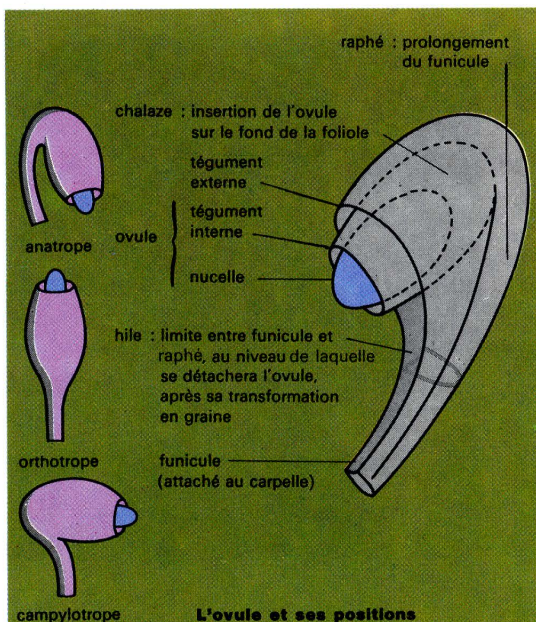 raphé : prolongement
du funicule
chalaze : insertion de l'ovule
sur le fond de la foliole
tégument
externe
tégument
interne
ovule
nucelle
hile : limite entre funicule et
raphé, au niveau de laquelle
se détachera l'ovule,
après sa transformation
en graine
funicule
(attaché au carpelle)
anatrope
orthotrope
campylotrope
L'ovule et ses positions